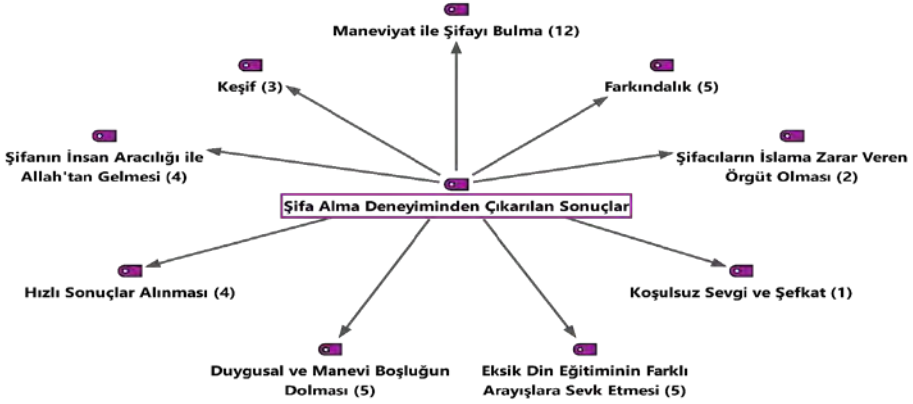 Maneviyat ile Şifayı Bulma (12)
Keşif (3)
Farkındalık (5)
Şifanın İnsan Aracılığı ile
Allah'tan Gelmesi (4)
Şifacıların İslama Zarar Veren
Örgüt Olması (2)
Şifa Alma Deneyiminden Çıkarılan Sonuçlar
Hızlı Sonuçlar Alınması (4)
Koşulsuz Sevgi ve Şefkat (1)
Duygusal ve Manevi Boşluğun
Dolması (5)
Eksik Din Eğitiminin Farklı
Arayışlara Sevk Etmesi (5)